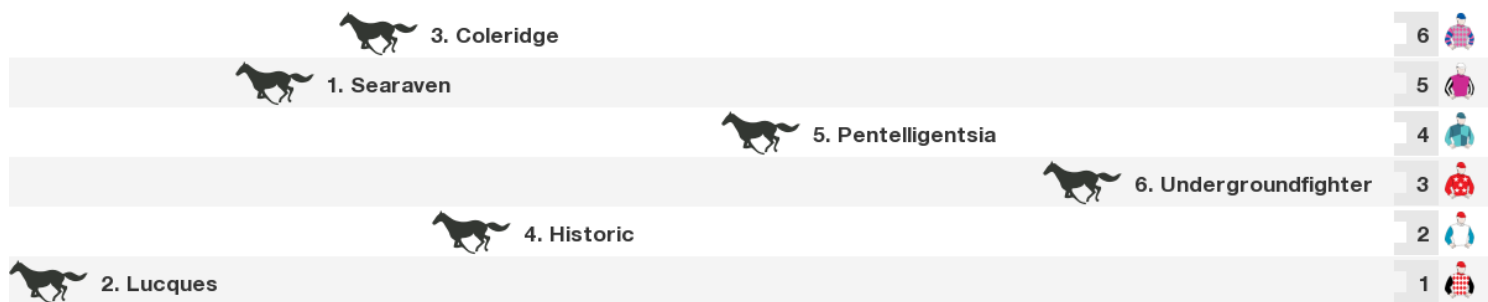 3. Coleridge 6
1. Searaven 5
5. Pentelligentsia 4
6. Undergroundfighter 3
4. Historic 2
2. Lucques 1